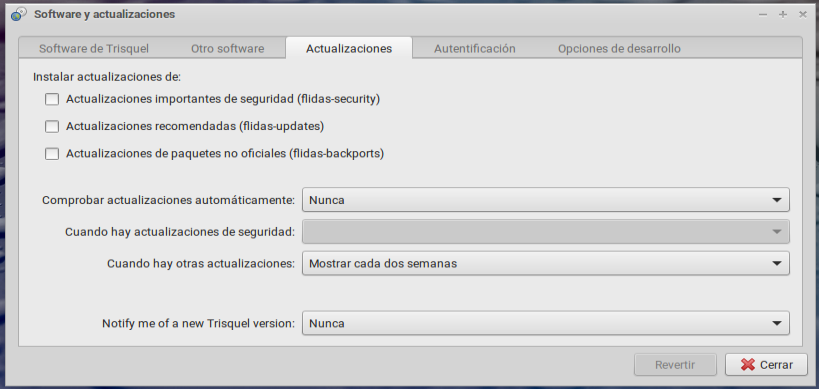 Software y actualizaciones
Software de Trisquel Otro software Actualizaciones Autentificación Opciones de desarrollo
Instalar actualizaciones de:
Actualizaciones importantes de seguridad (flidas-security)
Actualizaciones recomendadas (flidas-updates)
Actualizaciones de paquetes no oficiales (flidas-backports)
Comprobar actualizaciones automáticamente: Nunca
Cuando hay actualizaciones de seguridad:
Cuando hay otras actualizaciones: Mostrar cada dos semanas
Notify me of a new Trisquel version: Nunca
Revertir Cerrar